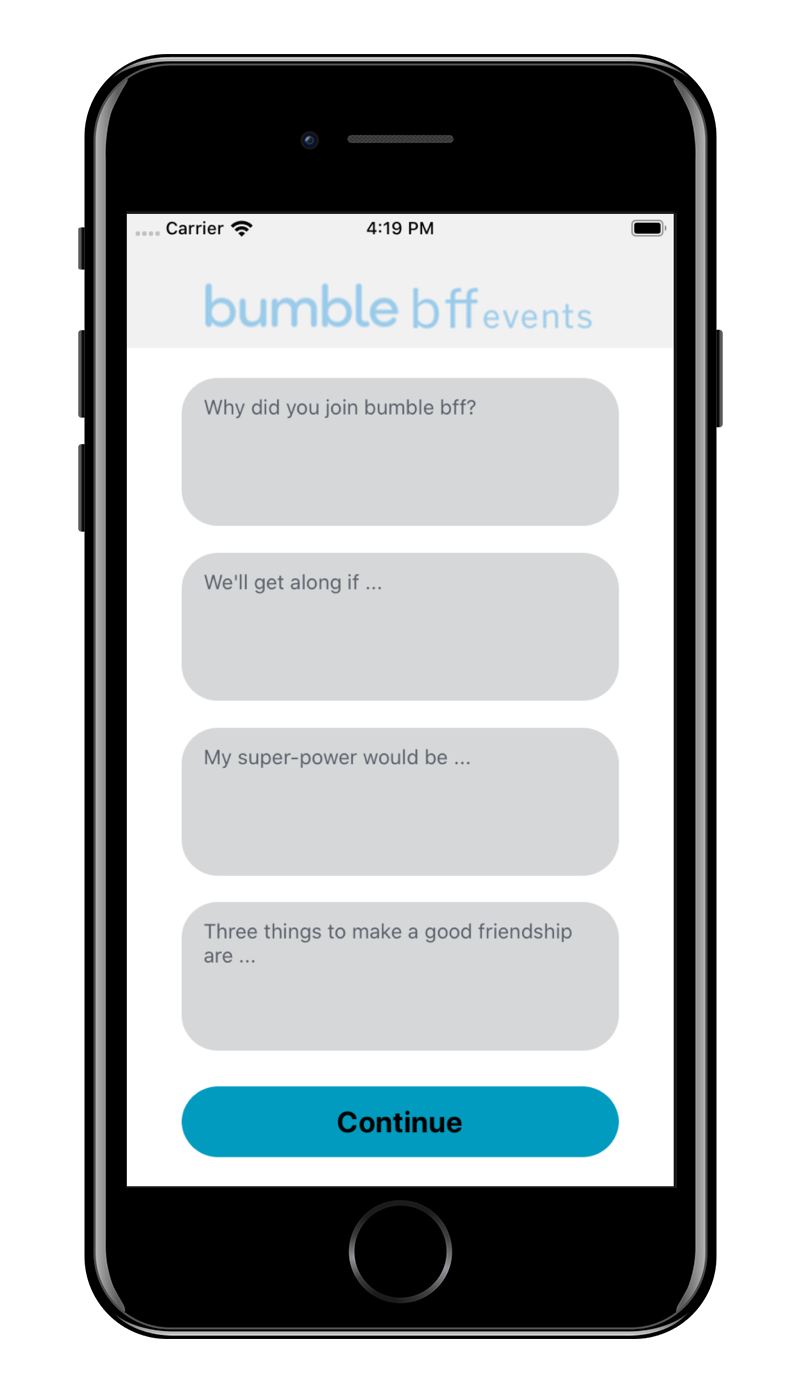 Carrier 4:19 PM
bumble bff events
Why did you join bumble bff?
We'll get along if ...
My super-power would be ...
Three things to make a good friendship
are ...
Continue